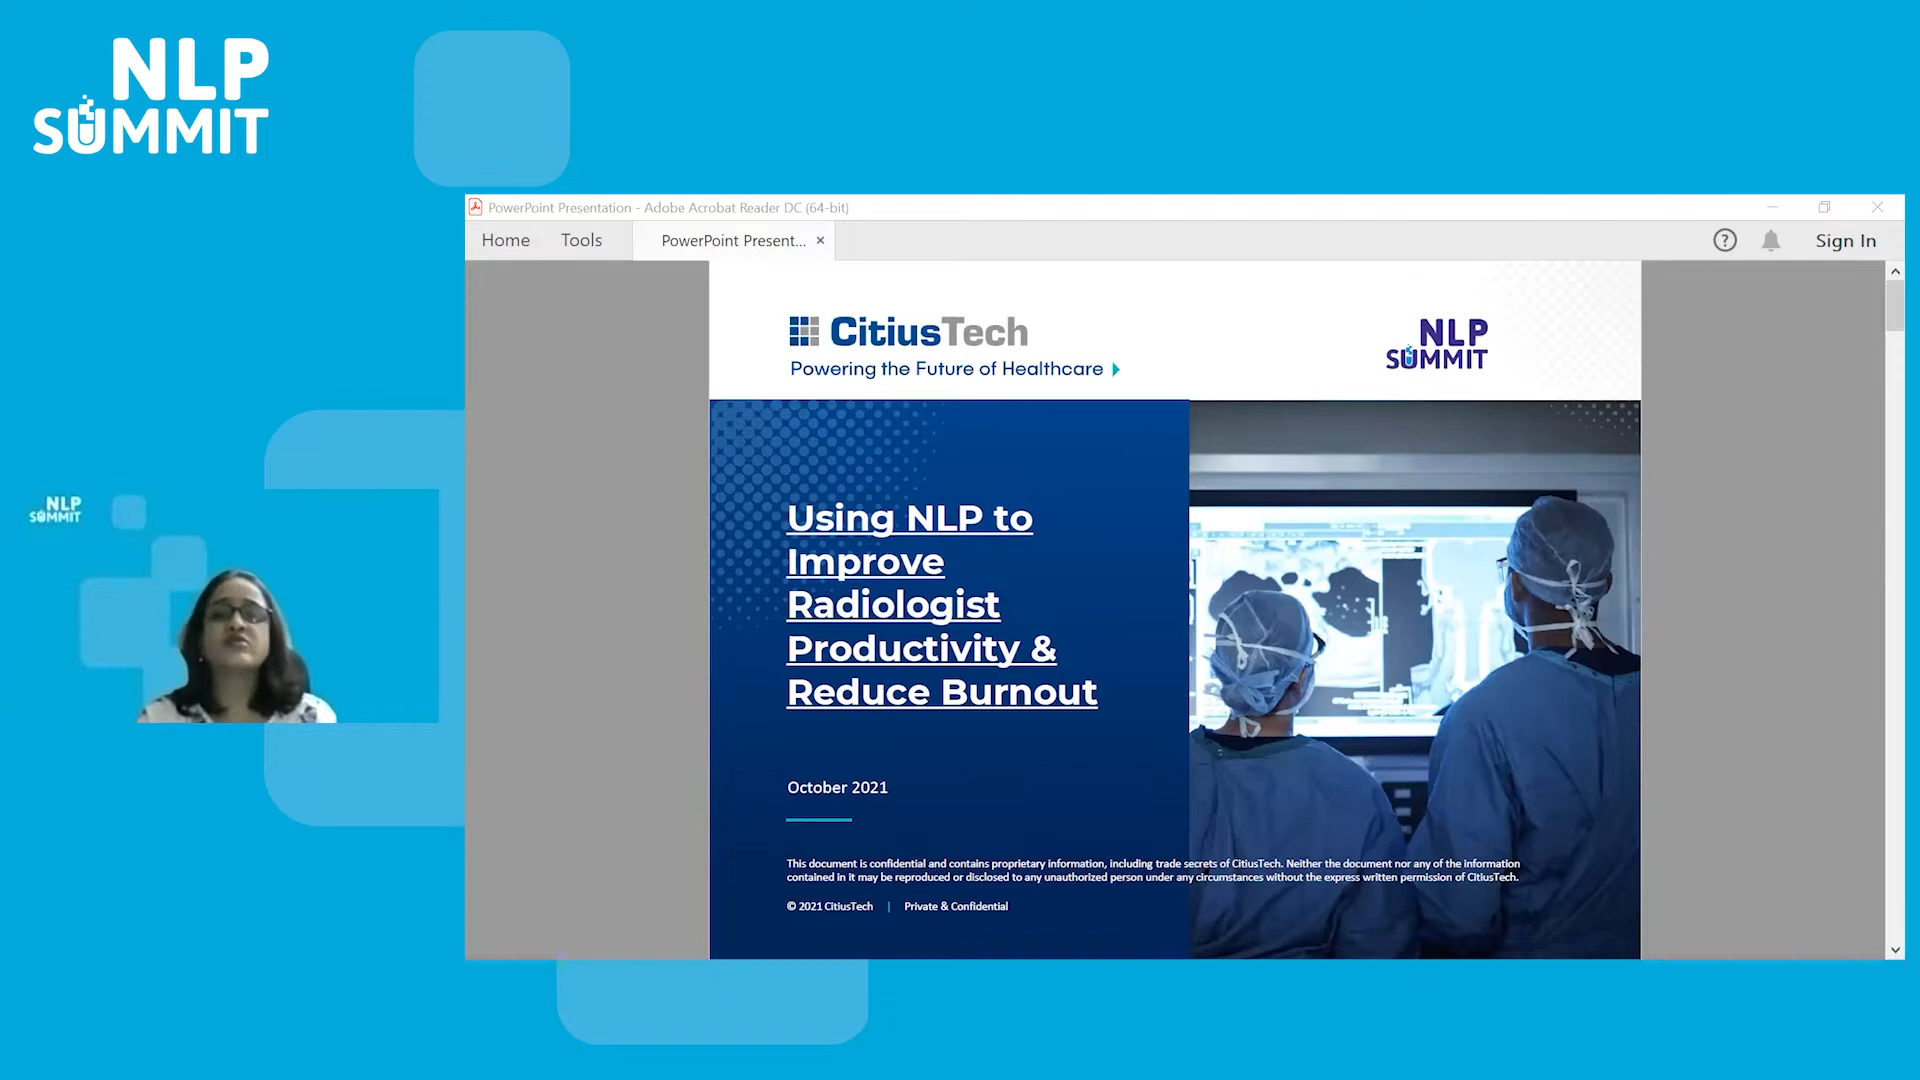 NLP
SUMMIT
PowerPoint Presentation - Adobe Acrobat Reader DC (64-bit)
Home
Tools
PowerPoint Present...
Sign In
CitiusTech
Powering the Future of Healthcare
NLP
SUMMIT
NLP
SUMMIT
Using NLP to
Improve
Radiologist
Productivity &
Reduce Burnout
October 2021
This document is confidential and contains proprietary information, including trade secrets of CitiusTech. Neither the document nor any of the information
contained in it may be reproduced or disclosed to any unauthorized person under any circumstances without the express written permission of CitiusTech.
© 2021 CitiusTech | Private & Confidential